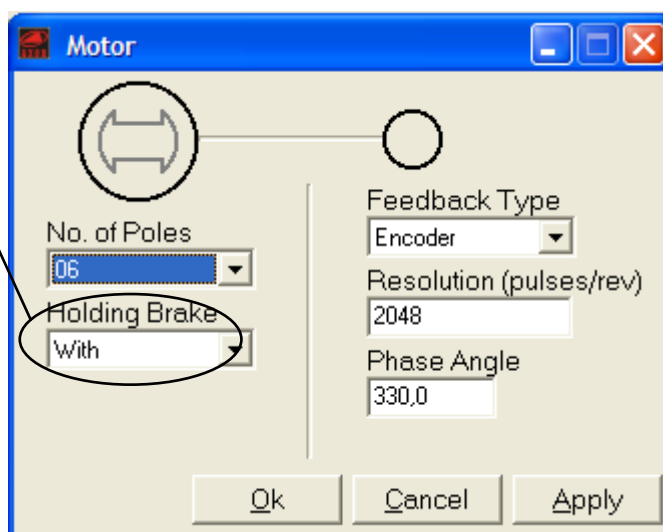 Motor
No. of Poles
06
Holding Brake
With
Feedback Type
Encoder
Resolution (pulses/rev)
2048
Phase Angle
330,0
Ok
Cancel
Apply